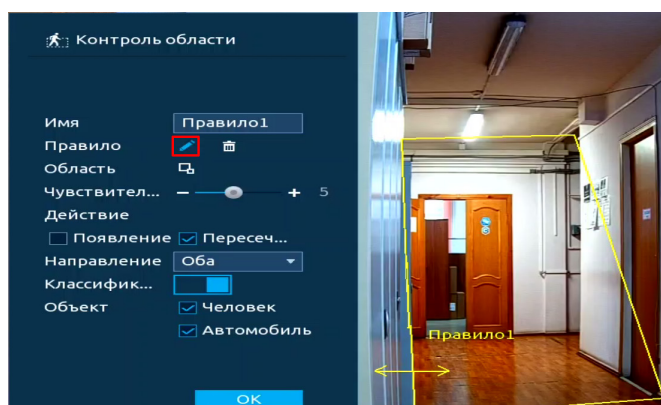 Контроль области
Имя Правило1
Правило
Область
Чувствител... 5
Действие
Появление Пересеч...
Направление Оба
Классифик...
Объект Человек
Автомобиль
OK
Правило1